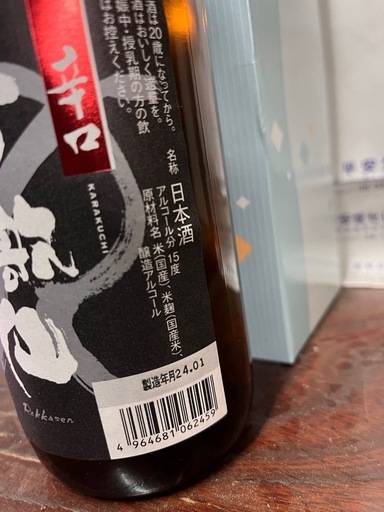 酒は20歳になってから。
酒はおいしく適量を。
娠中・授乳期の方の飲
はお控えください。
辛口
KARAKUCHI
名称
日本酒
アルコール分 15度
原材料名 米(国産)、米麹(国産米)、
醸造アルコール
製造年月24.01
4 964681 062459